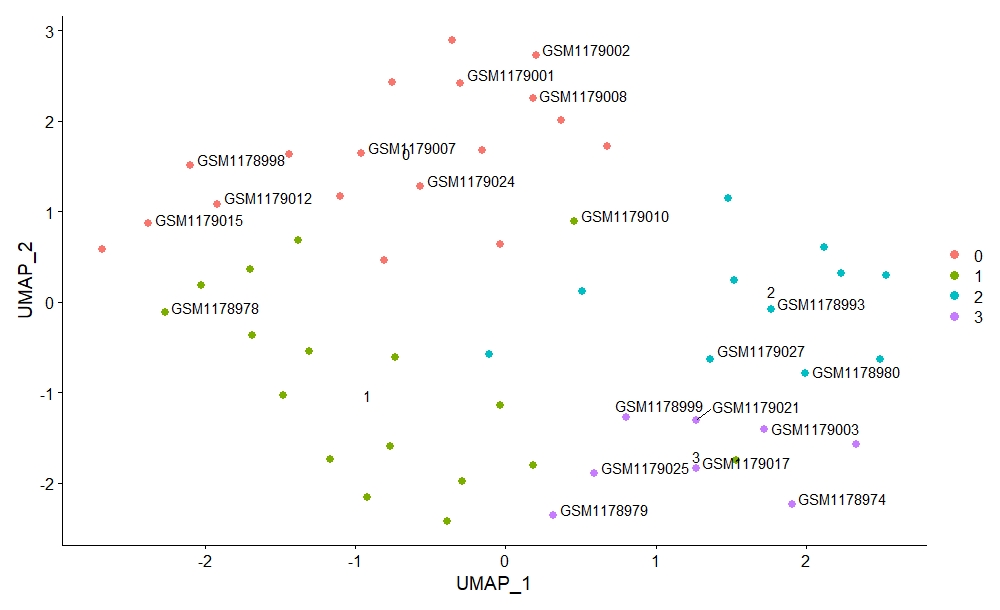 3
GSM1179002
GSM1179001
GSM1179008
2
GSM1179007
0
GSM1178998
GSM1179024
GSM1179012
1
GSM1179015
GSM1179010
UMAP_2
0
1
2
3
2
0
GSM1178993
GSM1178978
GSM1179027
GSM1178980
-1
1
GSM1178999
GSM1179021
GSM1179003
3
GSM1179017
GSM1179025
-2
GSM1178974
GSM1178979
-2
-1
0
1
2
UMAP_1